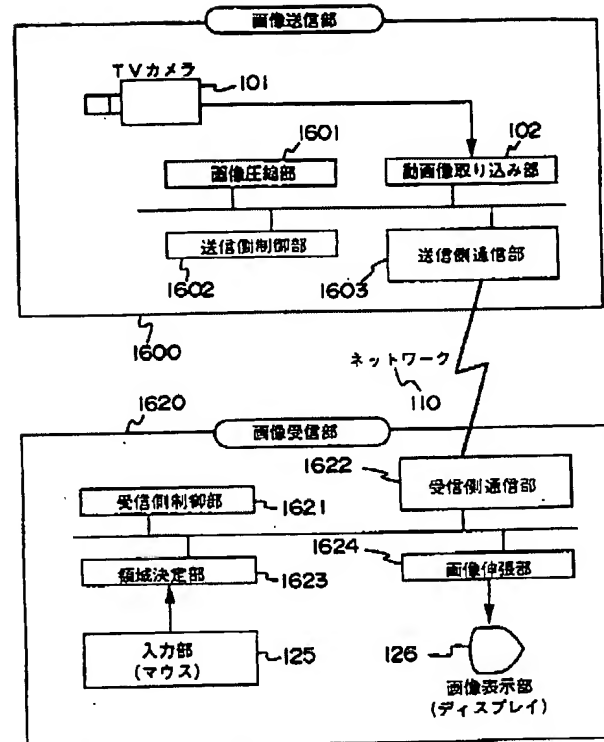 画像送信部
TVカメラ
101
1601
102
画像圧縮部
動画像取り込み部
送信側制御部
送信側通信部
1602
1603
1600
ネットワーク
110
1620
画像受信部
1622
受信側通信部
受信側制御部
1621
1624
領域決定部
1623
画像伸張部
入力部
(マウス)
125
126
画像表示部
(ディスプレイ)